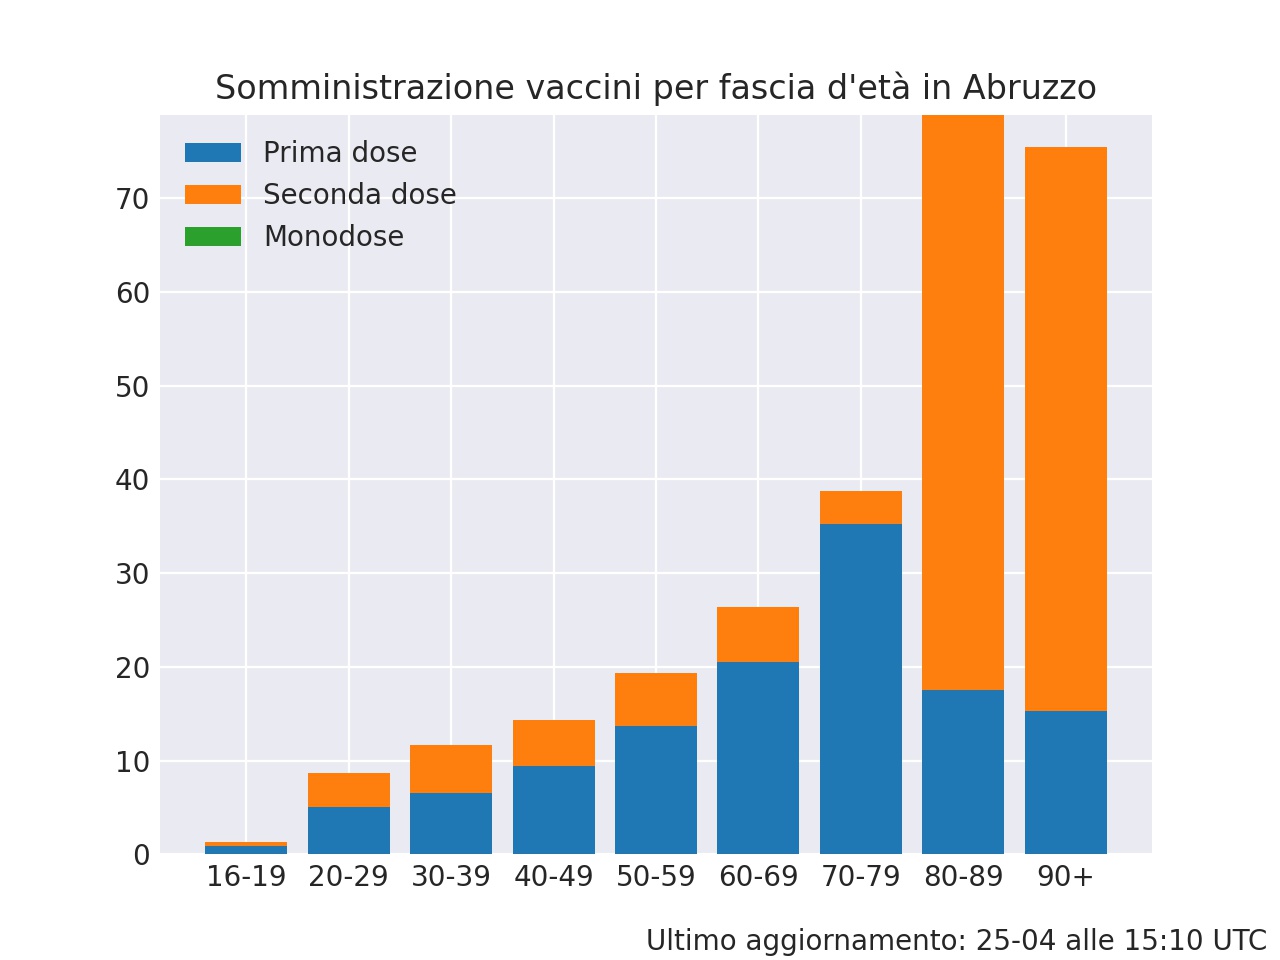 Somministrazione vaccini per fascia d'età in Abruzzo
Prima dose
Seconda dose
Monodose
70
60
50
40
30
20
10
0
16-19 20-29 30-39 40-49 50-59 60-69 70-79 80-89 90+
Ultimo aggiornamento: 25-04 alle 15:10 UTC